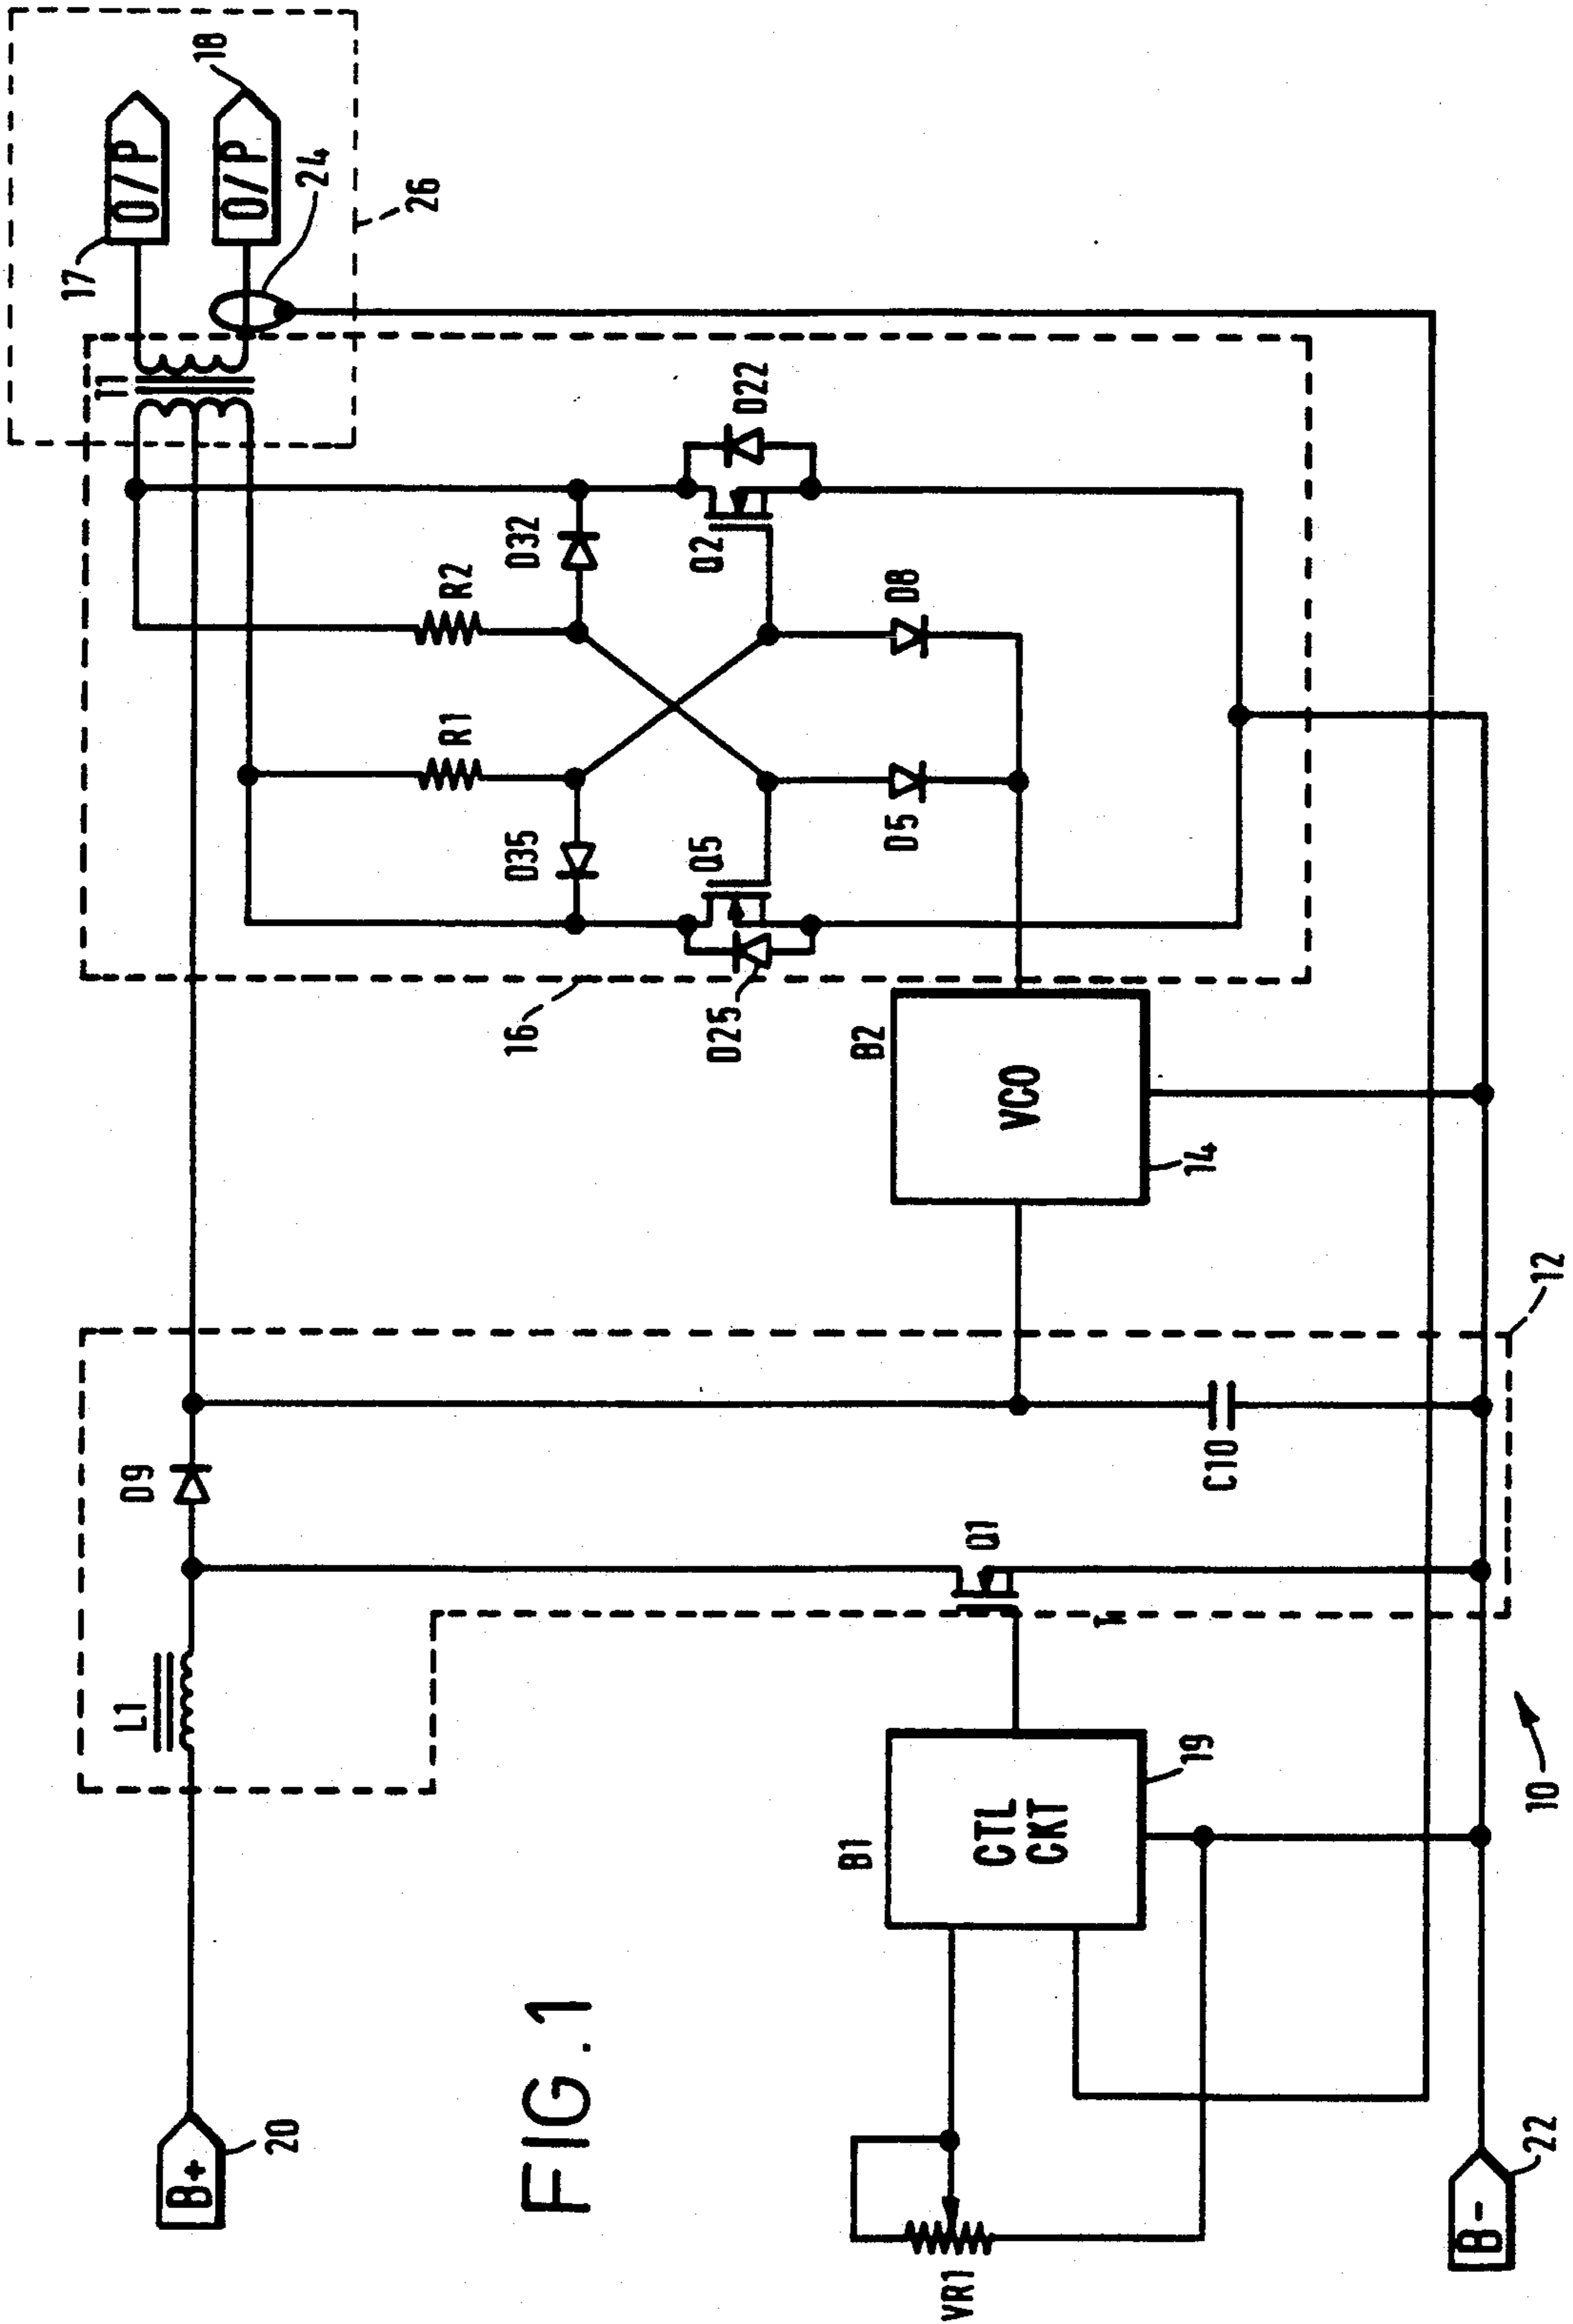 B+
20
L1
D9
T1
17
O/P
O/P
18
24
26
R1
R2
D35
D32
16
Q5
Q2
D25
D22
D5
D8
B1
CTL
CKT
19
Q1
B2
VCO
14
C10
VR1
B-
22
10
12
FIG. 1